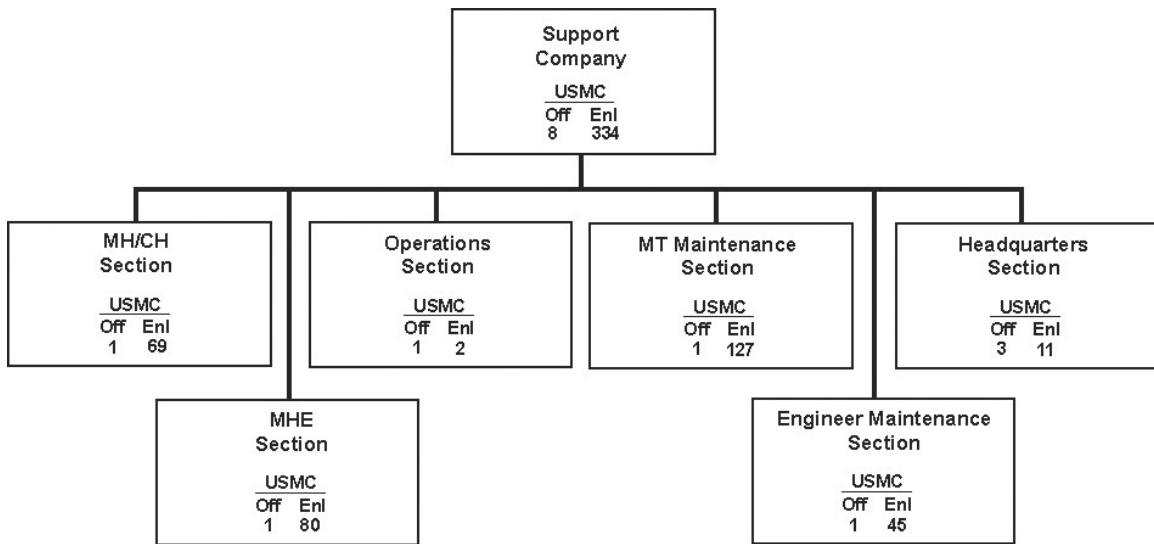 Support
Company
USMC
Off Enl
8 334
MH/CH
Section
USMC
Off Enl
1 69
Operations
Section
USMC
Off Enl
1 2
MT Maintenance
Section
USMC
Off Enl
1 127
Headquarters
Section
USMC
Off Enl
3 11
MHE
Section
USMC
Off Enl
1 80
Engineer Maintenance
Section
USMC
Off Enl
1 45